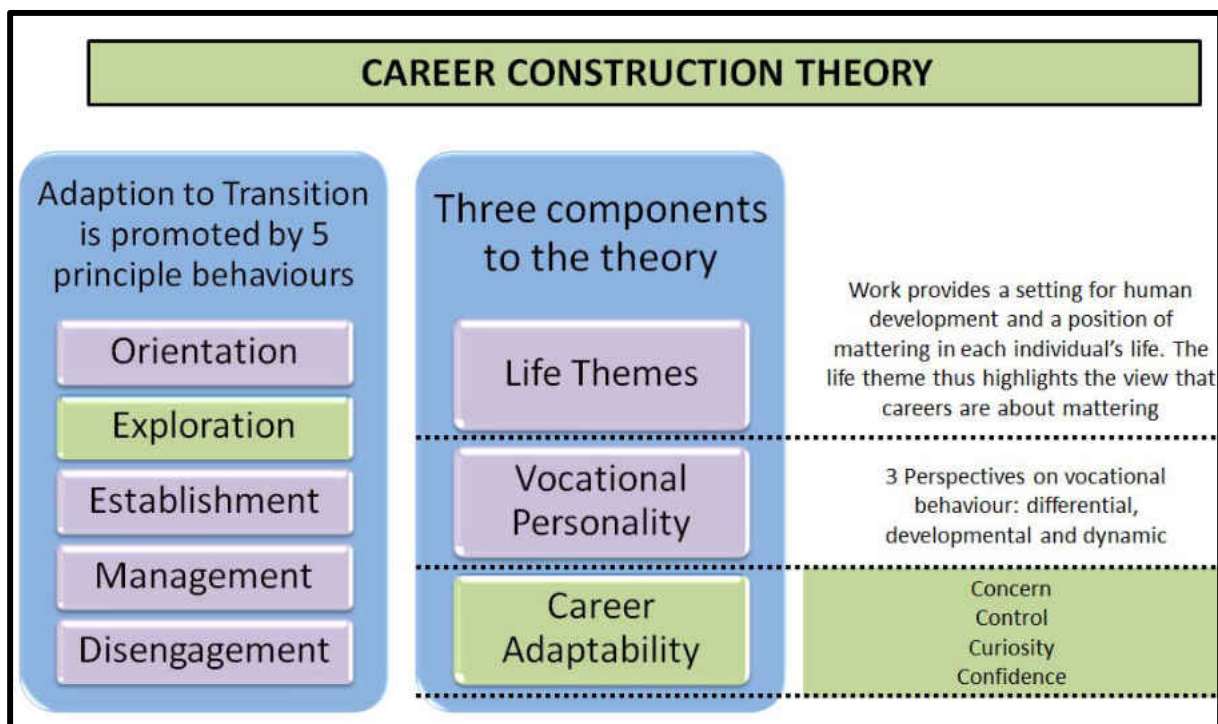 CAREER CONSTRUCTION THEORY
Adaption to Transition
is promoted by 5
principle behaviours
Orientation
Exploration
Establishment
Management
Disengagement
Three components
to the theory
Life Themes
Work provides a setting for human
development and a position of
mattering in each individual's life. The
life theme thus highlights the view that
careers are about mattering
Vocational
Personality
3 Perspectives on vocational
behaviour: differential,
developmental and dynamic
Career
Adaptability
Concern
Control
Curiosity
Confidence